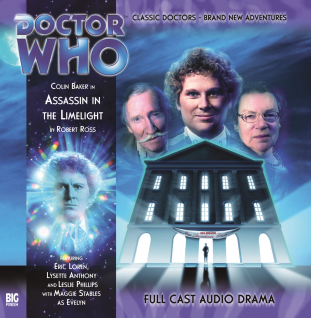 DOCTOR
WHO
CLASSIC DOCTORS - BRAND NEW ADVENTURES
COLIN BAKER IN
ASSASSIN IN
THE LIMELIGHT
BY ROBERT ROSS
FEATURING
ERIC LOREN,
LYSETTE ANTHONY
AND LESLIE PHILLIPS
WITH MAGGIE STABLES
AS EVELYN
BIG
FINISH
FULL CAST AUDIO DRAMA